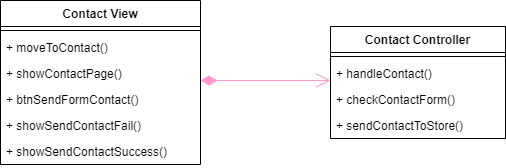 Contact View
+ moveToContact()
+ showContactPage()
+ btnSendFormContact()
+ showSendContactFail()
+ showSendContactSuccess()
Contact Controller
+ handleContact()
+ checkContactForm()
+ sendContactToStore()